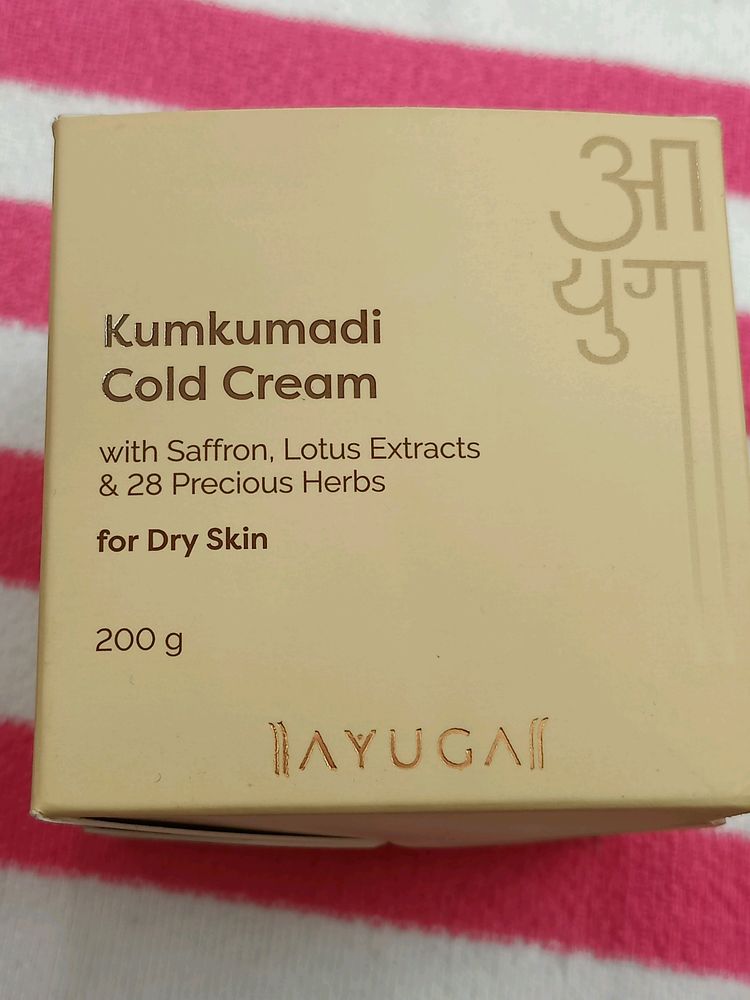 आ
युगा
Kumkumadi
Cold Cream
with Saffron, Lotus Extracts
& 28 Precious Herbs
for Dry Skin
200 g
AYUGA